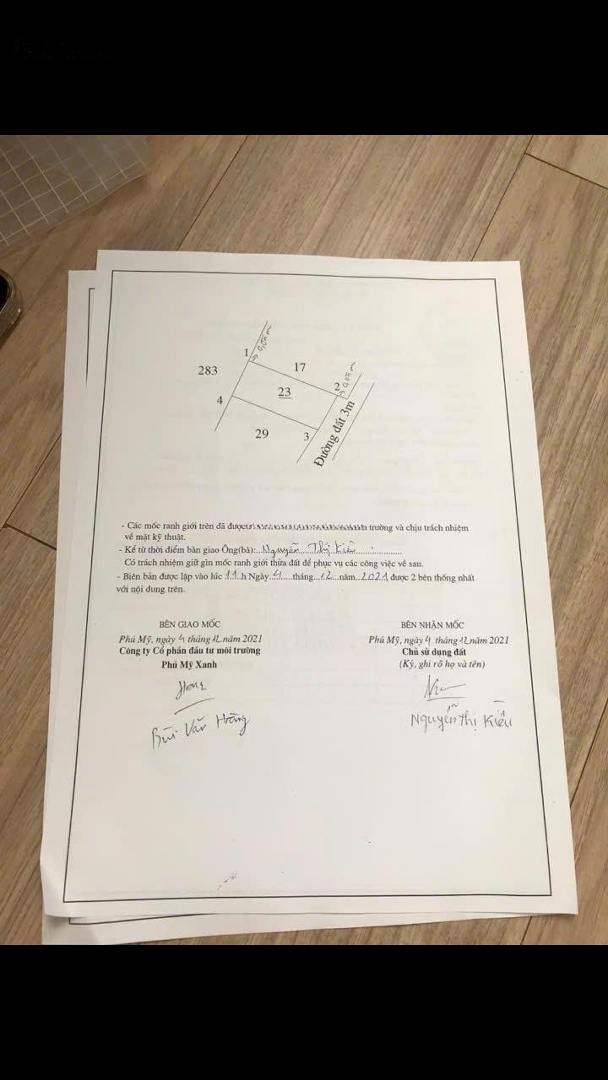 1
17
283
23
2
4
29
3
Đường đất 3m
- Các mốc ranh giới trên đã được trường và chịu trách nhiệm
về mặt kỹ thuật.
- Kể từ thời điểm bàn giao Ông(bà): Nguyễn Thị Kiều
Có trách nhiệm giữ gìn mốc ranh giới thửa đất để phục vụ các công việc về sau.
- Biên bản được lập vào lúc 11 h Ngày 4 tháng 12 năm 2021 được 2 bên thống nhất
với nội dung trên.
BÊN GIAO MỐC
Phú Mỹ, ngày 4 tháng 12 năm 2021
Công ty Cổ phần đầu tư môi trường
Phú Mỹ Xanh
Bùi Văn Hoàng
BÊN NHẬN MỐC
Phú Mỹ, ngày 4 tháng 12 năm 2021
Chủ sử dụng đất
(Ký, ghi rõ họ và tên)
Nguyễn Thị Kiều